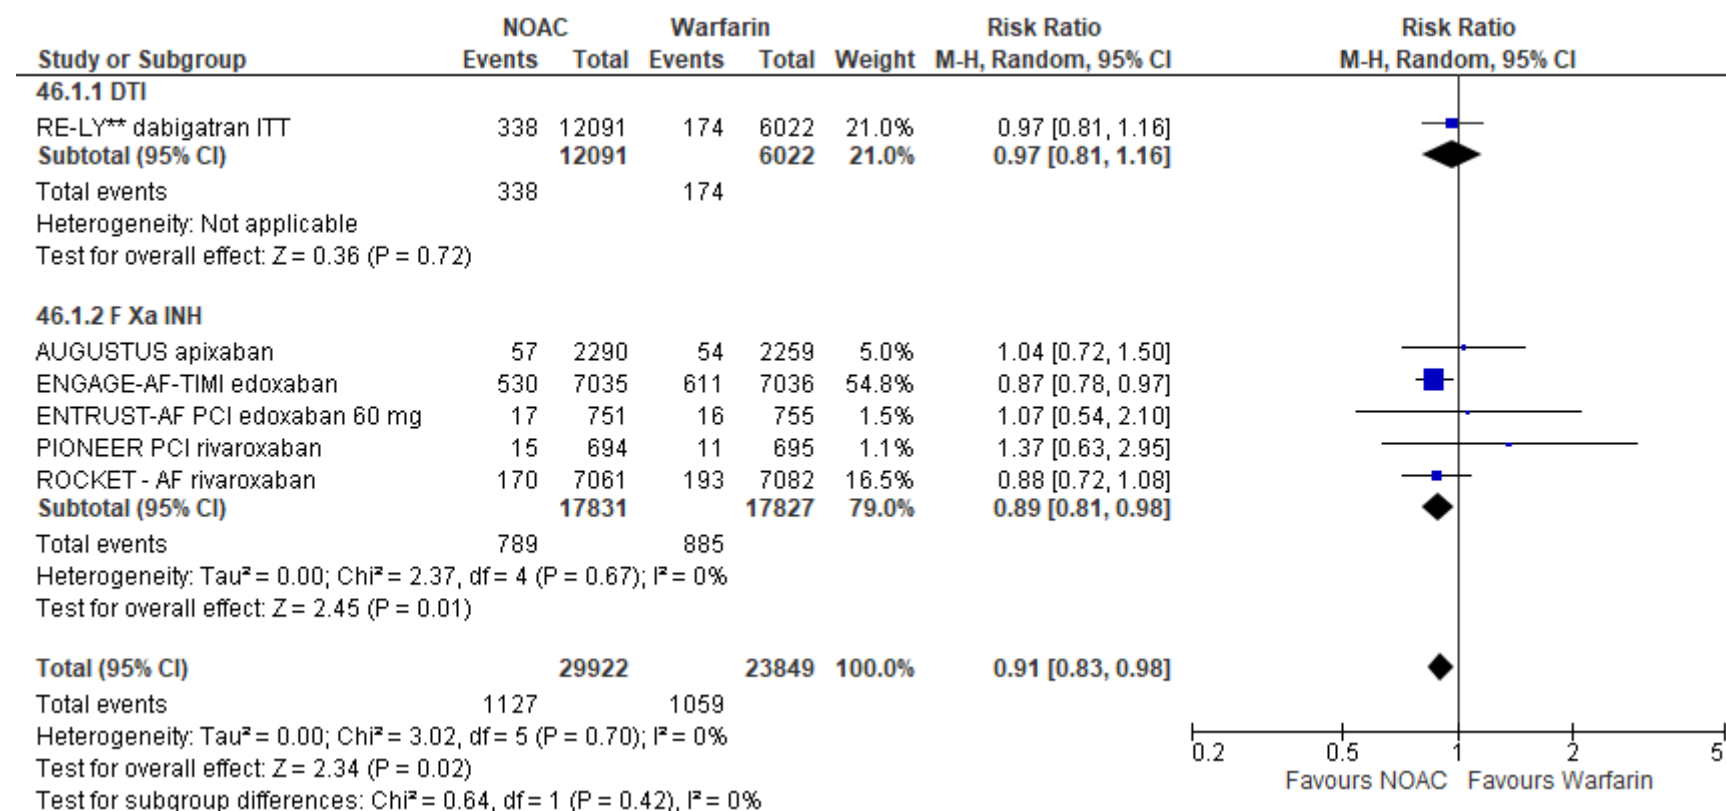 NOAC Warfarin Risk Ratio Risk Ratio
Study or Subgroup Events Total Events Total Weight M-H, Random, 95% CI M-H, Random, 95% CI
46.1.1 DTI
RE-LY** dabigatran ITT 338 12091 174 6022 21.0% 0.97 [0.81, 1.16]
Subtotal (95% CI) 12091 6022 21.0% 0.97 [0.81, 1.16]
Total events 338 174
Heterogeneity: Not applicable
Test for overall effect: Z = 0.36 (P = 0.72)
46.1.2 F Xa INH
AUGUSTUS apixaban 57 2290 54 2259 5.0% 1.04 [0.72, 1.50]
ENGAGE-AF-TIMI edoxaban 530 7035 611 7036 54.8% 0.87 [0.78, 0.97]
ENTRUST-AF PCI edoxaban 60 mg 17 751 16 755 1.5% 1.07 [0.54, 2.10]
PIONEER PCI rivaroxaban 15 694 11 695 1.1% 1.37 [0.63, 2.95]
ROCKET - AF rivaroxaban 170 7061 193 7082 16.5% 0.88 [0.72, 1.08]
Subtotal (95% CI) 17831 17827 79.0% 0.89 [0.81, 0.98]
Total events 789 885
Heterogeneity: Tau² = 0.00; Chi² = 2.37, df = 4 (P = 0.67); I² = 0%
Test for overall effect: Z = 2.45 (P = 0.01)
Total (95% CI) 29922 23849 100.0% 0.91 [0.83, 0.98]
Total events 1127 1059
Heterogeneity: Tau² = 0.00; Chi² = 3.02, df = 5 (P = 0.70); I² = 0%
Test for overall effect: Z = 2.34 (P = 0.02)
Test for subgroup differences: Chi² = 0.64, df = 1 (P = 0.42), I² = 0%
0.2 0.5 1 2 5
Favours NOAC Favours Warfarin